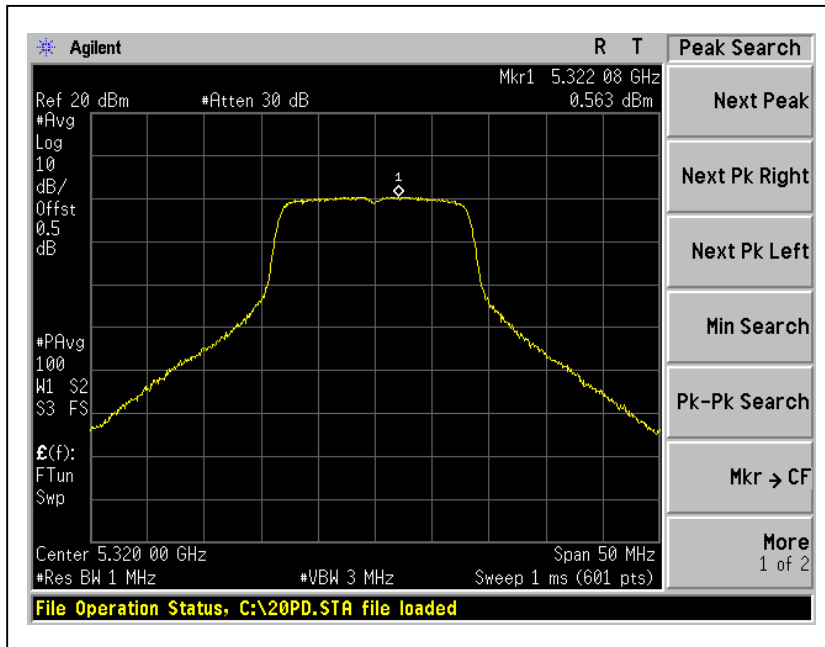 Agilent R T
Mkr1 5.322 08 GHz
Ref 20 dBm #Atten 30 dB 0.563 dBm
#Avg
Log
10
dB/
Offst
0.5
dB
#PAvg
100
W1 S2
S3 FS
£(f):
FTun
Swp
1
Center 5.320 00 GHz Span 50 MHz
#Res BW 1 MHz #VBW 3 MHz Sweep 1 ms (601 pts)
File Operation Status, C:\20PD.STA file loaded
Peak Search
Next Peak
Next Pk Right
Next Pk Left
Min Search
Pk-Pk Search
Mkr → CF
More
1 of 2